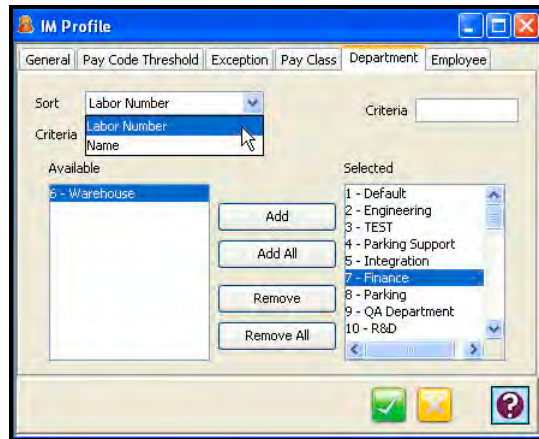 IM Profile
General Pay Code Threshold Exception Pay Class Department Employee
Sort Labor Number Criteria
Labor Number
Criteria Name
Available Selected
6 - Warehouse 1 - Default
Add 2 - Engineering
3 - TEST
Add All 4 - Parking Support
5 - Integration
7 - Finance
Remove 8 - Parking
9 - QA Department
Remove All 10 - R&D
?